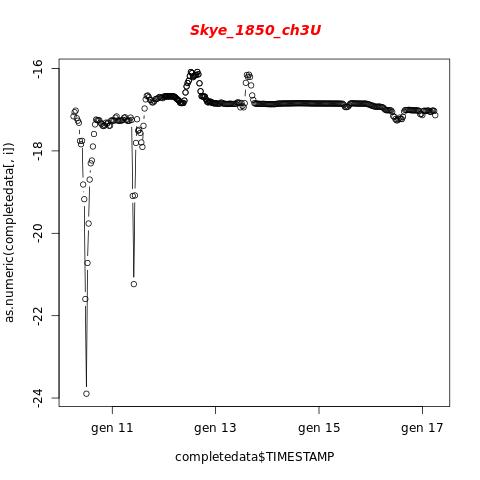 Skye_1850_ch3U
as.numeric(completedata[, i])
-16
-18
-20
-22
-24
gen 11
gen 13
gen 15
gen 17
completedata$TIMESTAMP